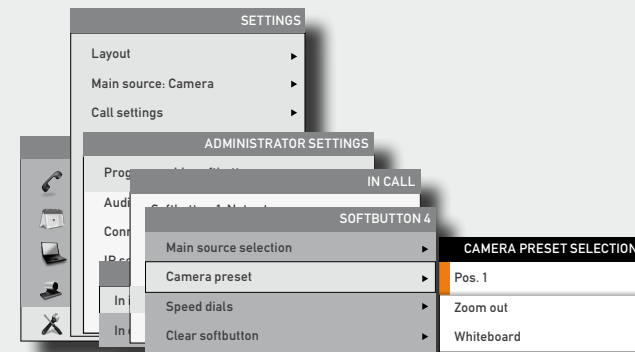 SETTINGS
Layout
Main source: Camera
Call settings
ADMINISTRATOR SETTINGS
IN CALL
SOFTBUTTON 4
Main source selection
Camera preset
Speed dials
Clear softbutton
CAMERA PRESET SELECTION
Pos. 1
Zoom out
Whiteboard